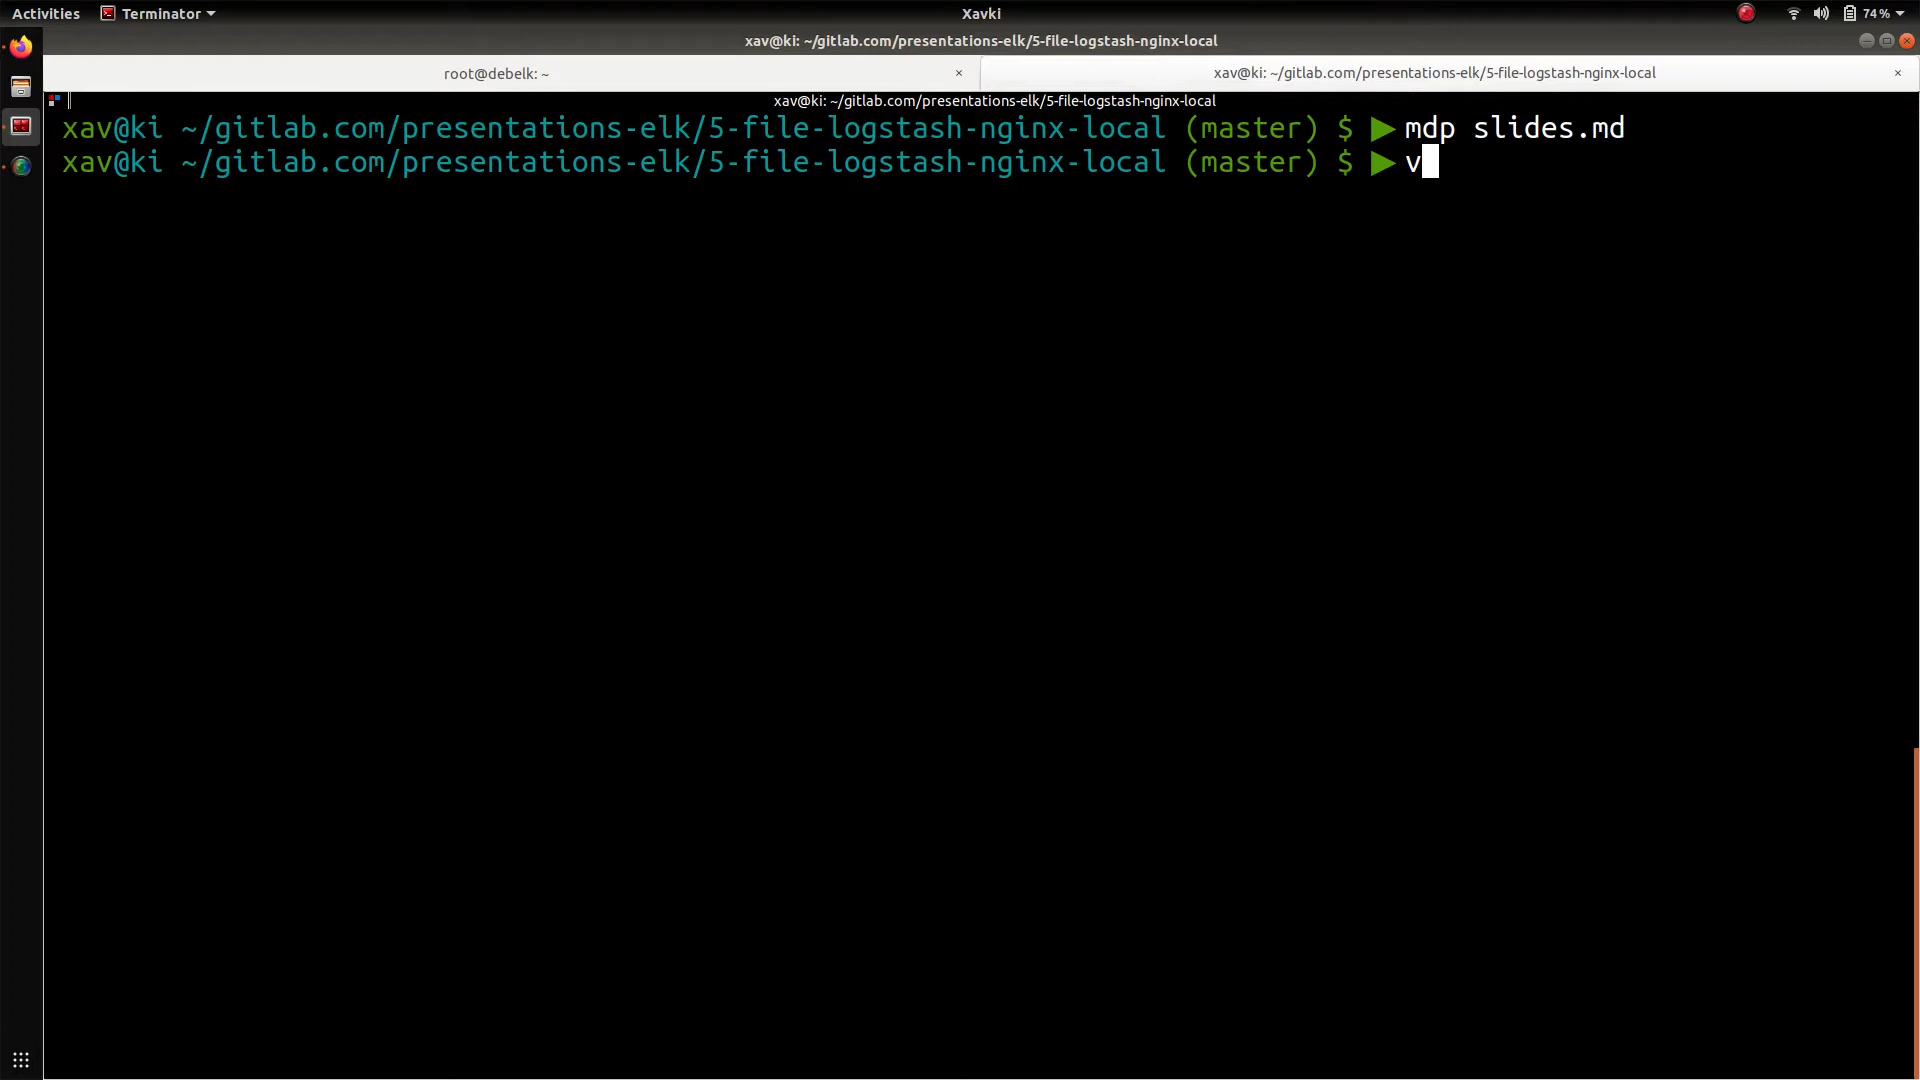 Activities Terminator Xavki 74%
xav@ki: ~/gitlab.com/presentations-elk/5-file-logstash-nginx-local
root@debelk: ~ × xav@ki: ~/gitlab.com/presentations-elk/5-file-logstash-nginx-local ×
xav@ki: ~/gitlab.com/presentations-elk/5-file-logstash-nginx-local
xav@ki ~/gitlab.com/presentations-elk/5-file-logstash-nginx-local (master) $ ▶ mdp slides.md
xav@ki ~/gitlab.com/presentations-elk/5-file-logstash-nginx-local (master) $ ▶ v